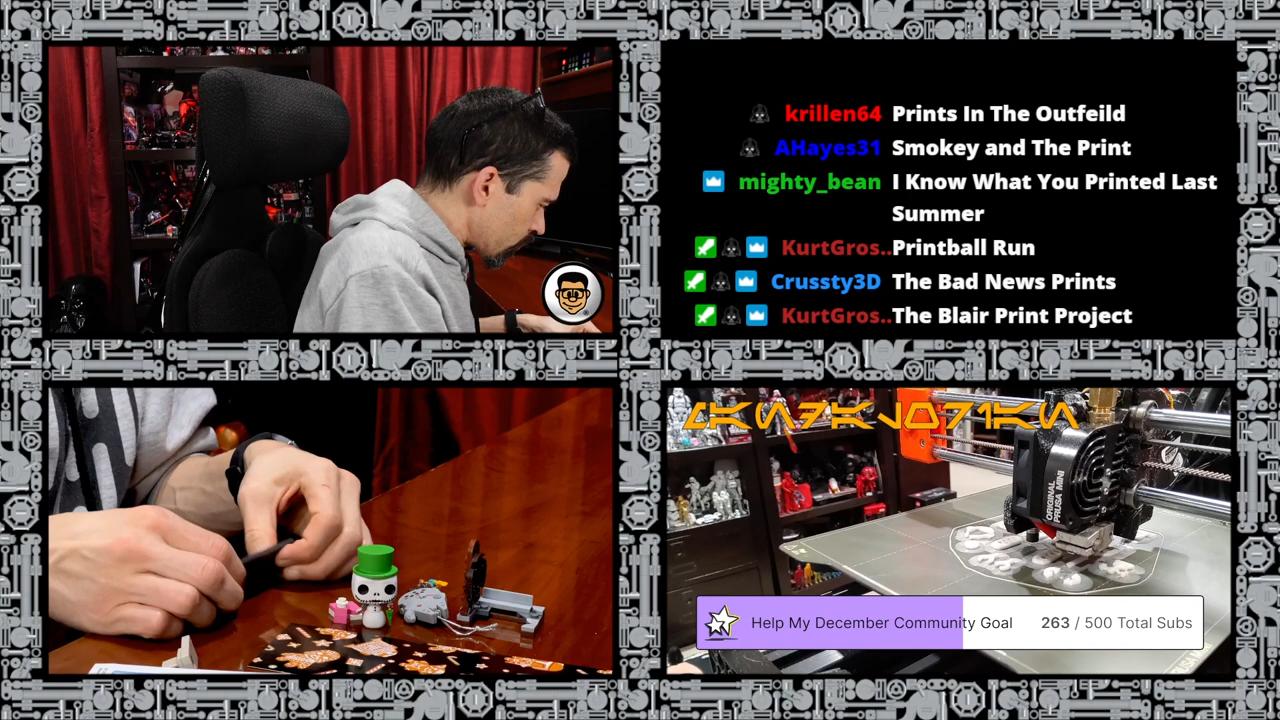 krillen64 Prints In The Outfeild
AHayes31 Smokey and The Print
mighty_bean I Know What You Printed Last
Summer
KurtGros.. Printball Run
Crussty3D The Bad News Prints
KurtGros.. The Blair Print Project
ORIGINAL
PRUSA MINI
Help My December Community Goal 263 / 500 Total Subs